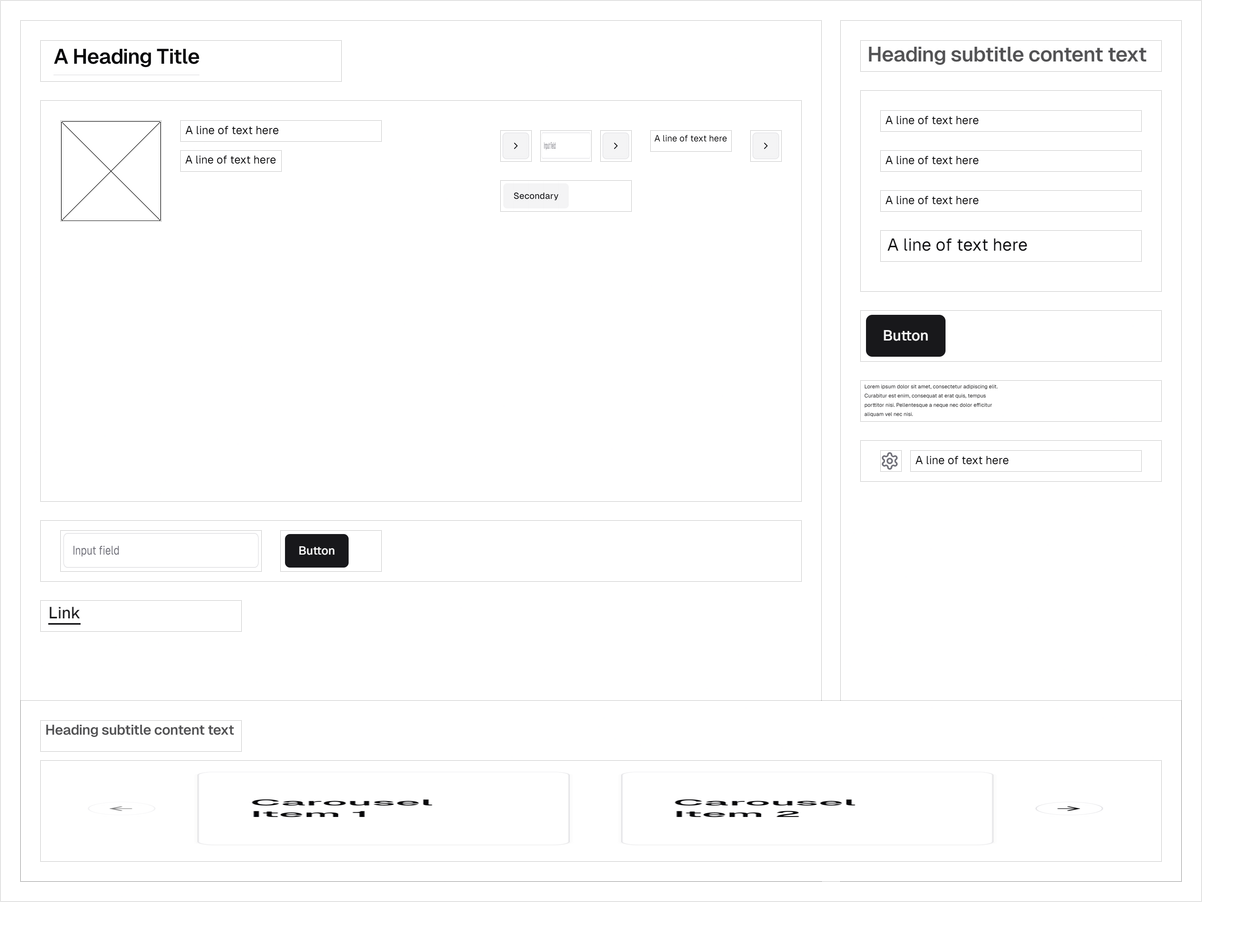 A Heading Title
A line of text here
A line of text here
A line of text here
Secondary
Input field
Button
Link
Heading subtitle content text
A line of text here
A line of text here
A line of text here
A line of text here
Button
Lorem ipsum dolor sit amet, consectetur adipiscing elit.
Curabitur est enim, consequat at erat quis, tempus
porttitor nisi. Pellentesque a neque nec dolor efficitur
aliquam vel nec nisi.
A line of text here
Heading subtitle content text
Carousel
Item 1
Carousel
Item 2